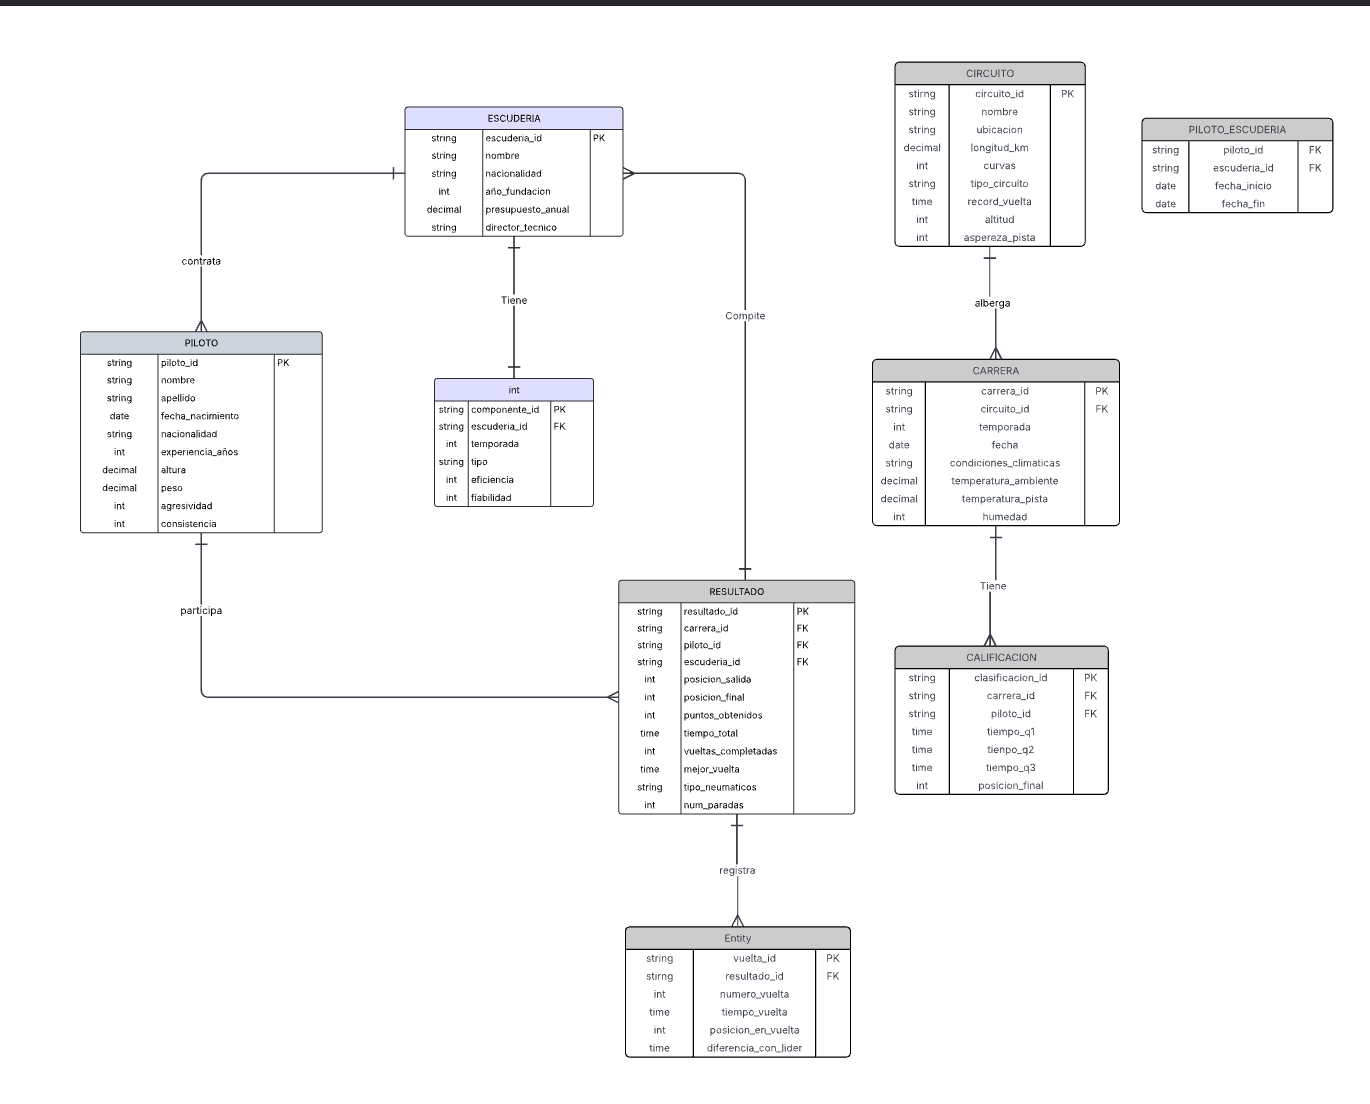 ESCUDERIA
string escuderia_id PK
string nombre
string nacionalidad
int año_fundacion
decimal presupuesto_anual
string director_tecnico
contrata
Tiene
Compite
PILOTO
string piloto_id PK
string nombre
string apellido
date fecha_nacimiento
string nacionalidad
int experiencia_años
decimal altura
decimal peso
int agresividad
int consistencia
int
string componente_id PK
string escuderia_id FK
int temporada
string tipo
int eficiencia
int fiabilidad
participa
RESULTADO
string resultado_id PK
string carrera_id FK
string piloto_id FK
string escuderia_id FK
int posicion_salida
int posicion_final
int puntos_obtenidos
time tiempo_total
int vueltas_completadas
time mejor_vuelta
string tipo_neumaticos
int num_paradas
registra
Entity
string vuelta_id PK
stirng resultado_id FK
int numero_vuelta
time tiempo_vuelta
int posicion_en_vuelta
time diferencia_con_lider
CIRCUITO
stirng circuito_id PK
string nombre
string ubicacion
decimal longitud_km
int curvas
string tipo_circuito
time record_vuelta
int altitud
int aspereza_pista
alberga
CARRERA
string carrera_id PK
string circuito_id FK
int temporada
date fecha
string condiciones_climaticas
decimal temperatura_ambiente
decimal temperatura_pista
int humedad
Tiene
CALIFICACION
string clasificacion_id PK
string carrera_id FK
string piloto_id FK
time tiempo_q1
time tienpo_q2
time tiempo_q3
int posicion_final
PILOTO_ESCUDERIA
string piloto_id FK
string escuderia_id FK
date fecha_inicio
date fecha_fin